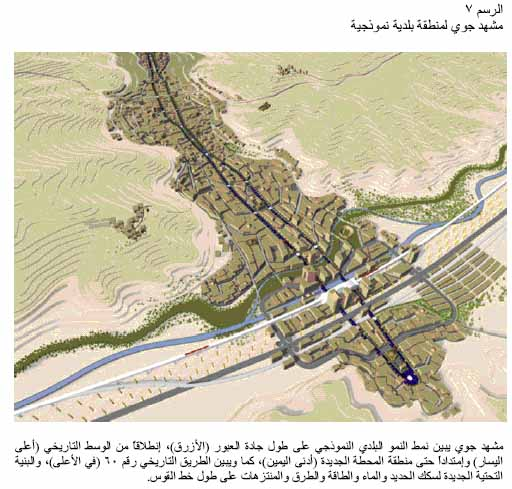 الرسم ٧
مشهد جوي لمنطقة بلدية نموذجية
مشهد جوي يبين نمط النمو البلدي النموذجي على طول جادة العبور (الأزرق)، إنطلاقاً من الوسط التاريخي (أعلى
اليسار) وإمتداداً حتى منطقة المحطة الجديدة (أدنى اليمين)، كما ويبين الطريق التاريخي رقم ٦٠ (في الأعلى)، والبنية
التحتية الجديدة لسكك الحديد والماء والطاقة والطرق والمنتزهات على طول خط القوس.